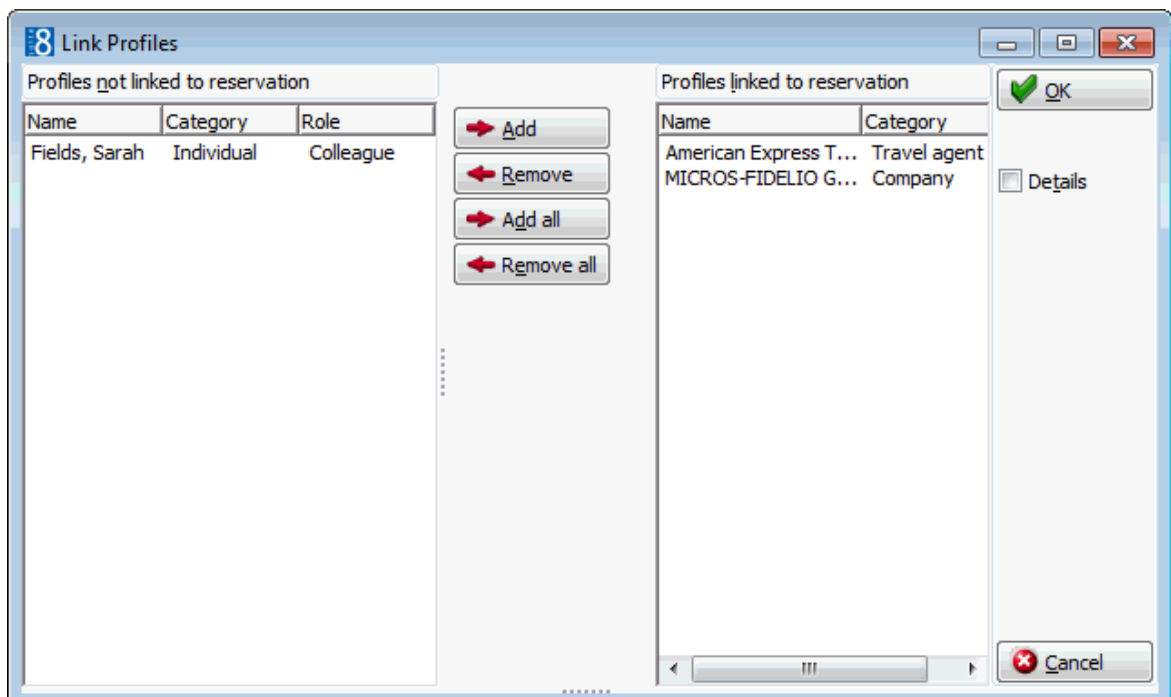 8 Link Profiles
Profiles not linked to reservation
Name Category Role
Fields, Sarah Individual Colleague
Add
Remove
Add all
Remove all
Profiles linked to reservation
Name Category
American Express T... Travel agent
MICROS-FIDELIO G... Company
OK
Details
Cancel